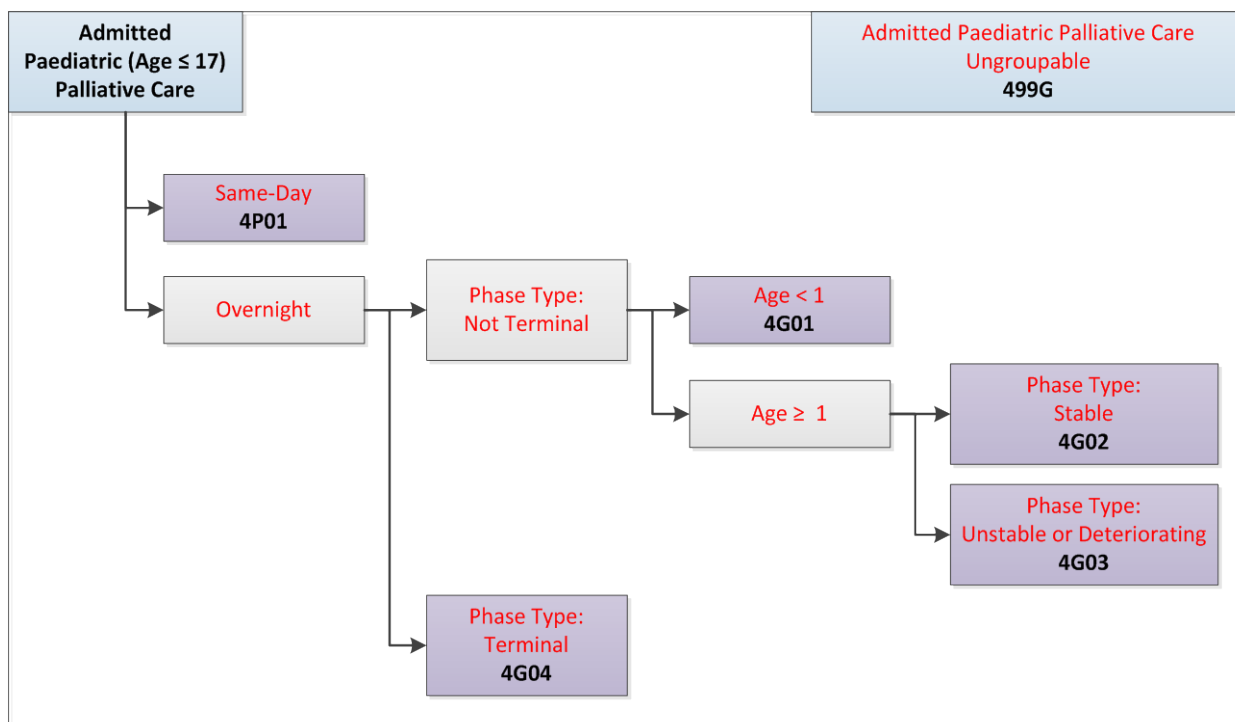 Admitted
Paediatric (Age ≤ 17)
Palliative Care
Admitted Paediatric Palliative Care
Ungroupable
499G
Same-Day
4P01
Overnight
Phase Type:
Not Terminal
Age < 1
4G01
Age ≥ 1
Phase Type:
Stable
4G02
Phase Type:
Unstable or Deteriorating
4G03
Phase Type:
Terminal
4G04